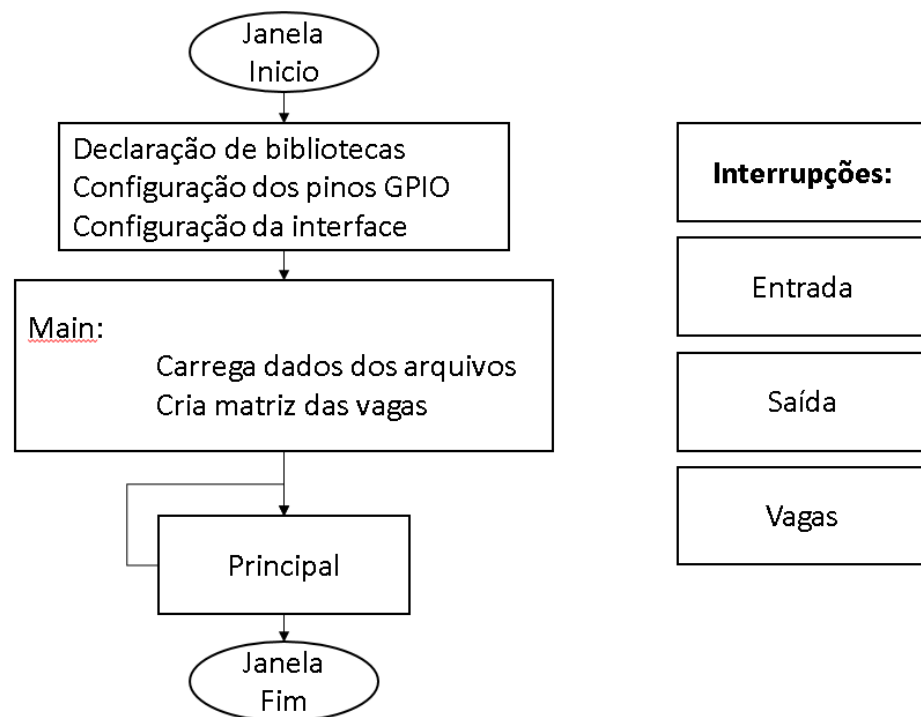 Janela
Inicio
Declaração de bibliotecas
Configuração dos pinos GPIO
Configuração da interface
Main:
Carrega dados dos arquivos
Cria matriz das vagas
Principal
Janela
Fim
Interrupções:
Entrada
Saída
Vagas